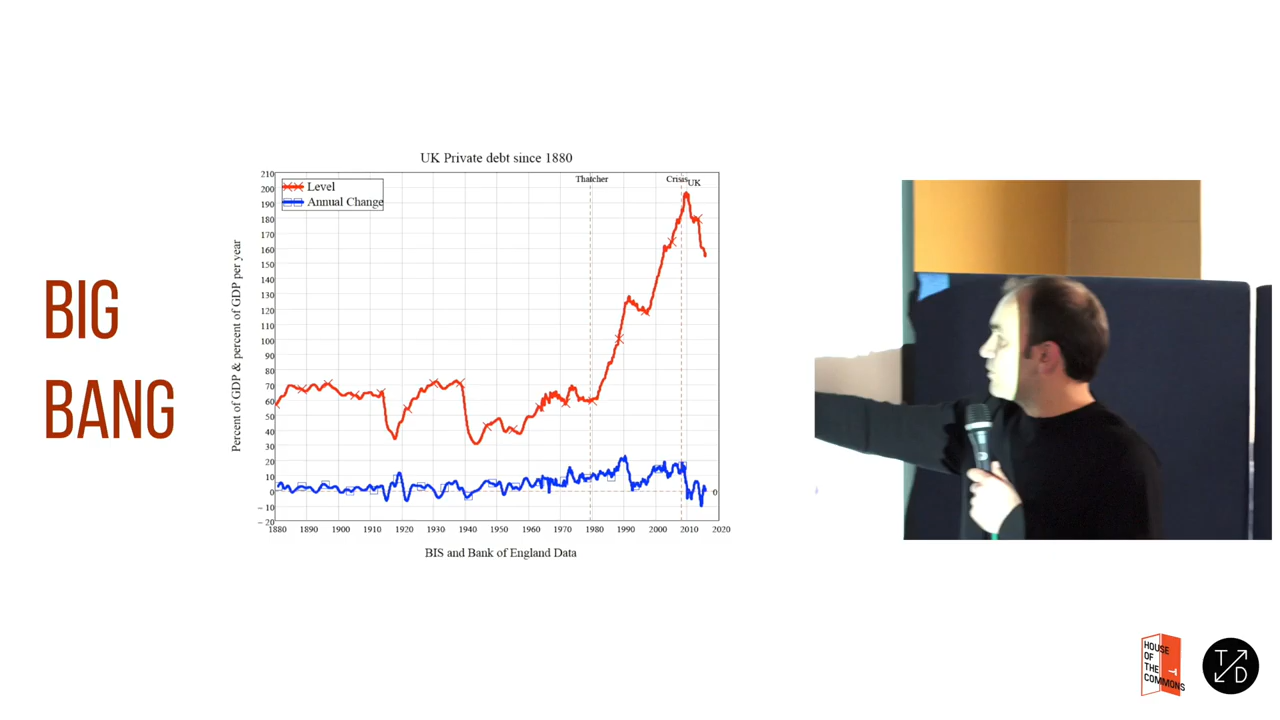 BIG
BANG
UK Private debt since 1880
Level
Annual Change
Thatcher
Crisis
UK
Percent of GDP & percent of GDP per year
210
200
190
180
170
160
150
140
130
120
110
100
90
80
70
60
50
40
30
20
10
0
0
− 10
− 20
1880 1890 1900 1910 1920 1930 1940 1950 1960 1970 1980 1990 2000 2010 2020
BIS and Bank of England Data
HOUSE
OF
THE
COMMONS
T
D